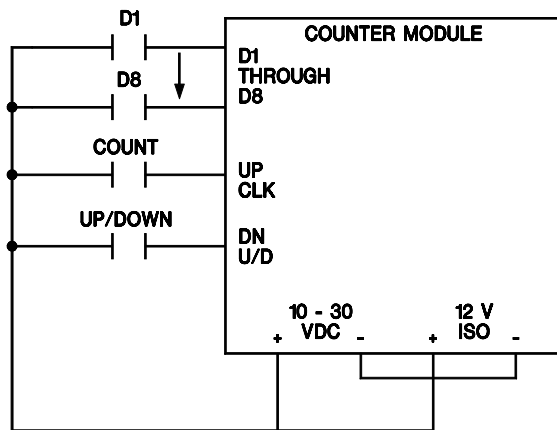 D1
COUNTER MODULE
D1
THROUGH
D8
D8
COUNT
UP
CLK
UP/DOWN
DN
U/D
10 - 30
VDC
12 V
ISO
+ - + -